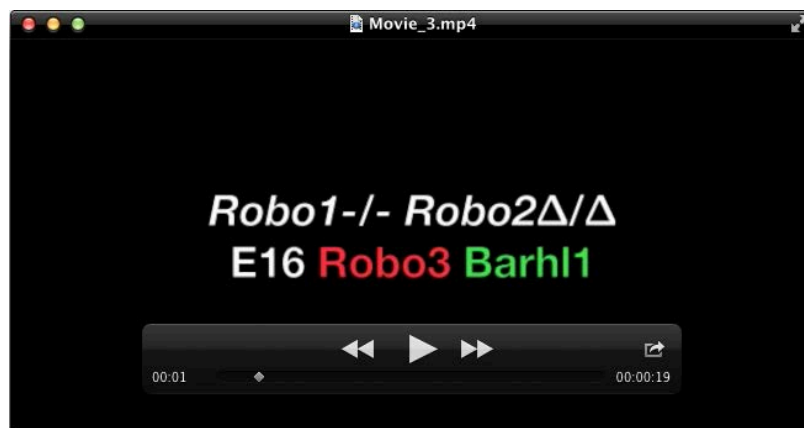 Movie_3.mp4
Robo1-/- Robo2Δ/Δ
E16 Robo3 Barhl1
00:01
00:00:19